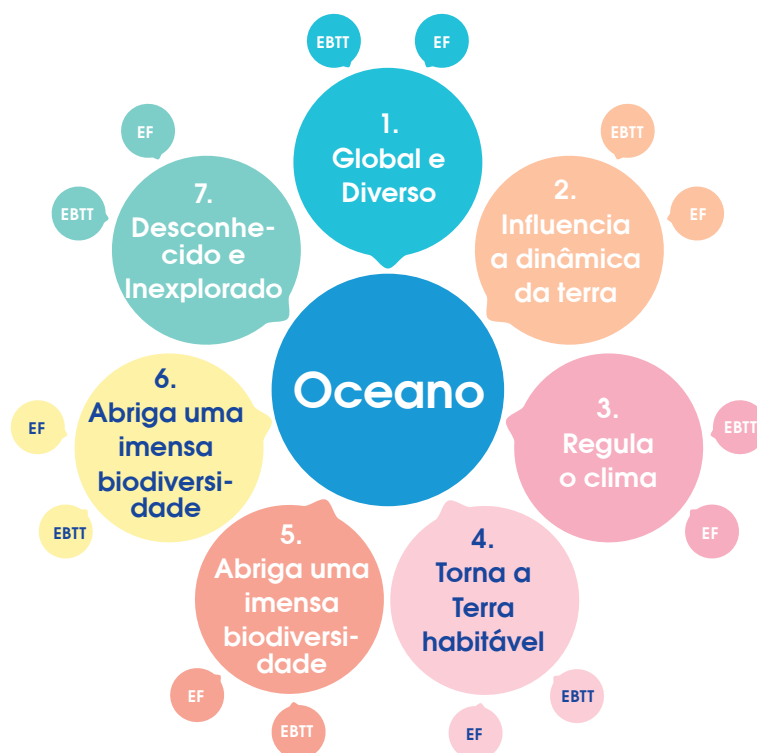 EBTT
EF
1.
Global e
Diverso
EBTT
EF
2.
Influencia
a dinâmica
da terra
EBTT
EF
3.
Regula
o clima
EBTT
EF
4.
Torna a
Terra
habitável
EF
EBTT
5.
Abriga uma
imensa
biodiversi-
dade
EF
EBTT
6.
Abriga uma
imensa
biodiversi-
dade
EF
EBTT
7.
Desconhe-
cido e
Inexplorado
Oceano